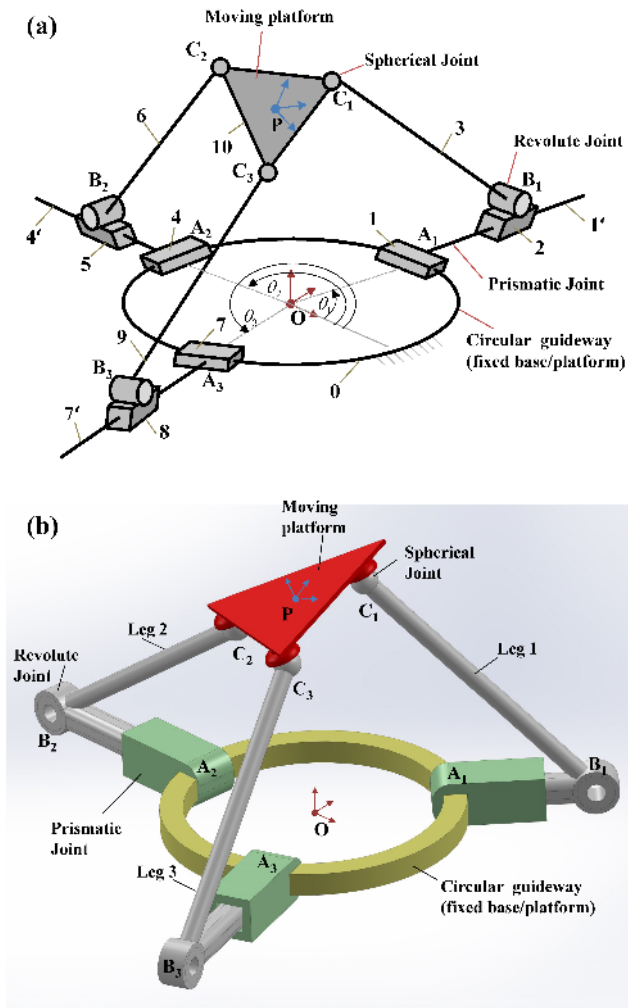 (a)
Moving platform
C2
Spherical Joint
C1
P
6
10
3
C3
Revolute Joint
B2
B1
4
A2
1
A1
4'
5
2
1'
Prismatic Joint
θ2
θ1
θ3
O
7
9
Circular guideway
(fixed base/platform)
B3
A3
0
7'
8
(b)
Moving
platform
Spherical
Joint
P
C1
Leg 2
C2
Leg 1
Revolute
Joint
C3
B2
A2
A1
B1
O
Prismatic
Joint
A3
Leg 3
Circular guideway
(fixed base/platform)
B3